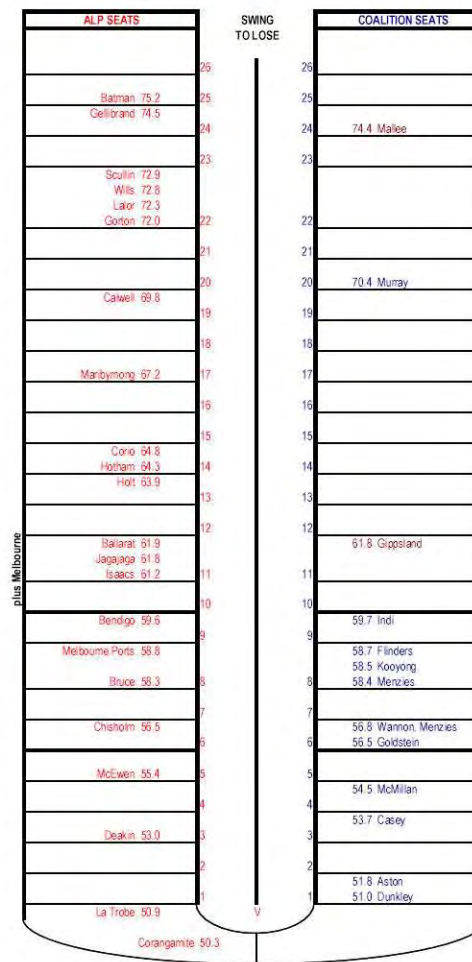 ALP SEATS
SWING
TO LOSE
COALITION SEATS
26 26
Batman 75.2 25 25
Gellibrand 74.5
24 24 74.4 Mallee
23 23
Scullin 72.9
Wills 72.8
Lalor 72.3
Gorton 72.0 22 22
21 21
20 20 70.4 Murray
Calwell 69.8
19 19
18 18
Maribyrnong 67.2 17 17
16 16
15 15
Corio 64.8
Hotham 64.3 14 14
Holt 63.9
13 13
12 12
Ballarat 61.9 61.8 Gippsland
Jagajaga 61.8
Isaacs 61.2 11 11
10 10
plus Melbourne
Bendigo 59.6 59.7 Indi
9 9
Melbourne Ports 58.8 58.7 Flinders
58.5 Kooyong
Bruce 58.3 8 8 58.4 Menzies
7 7
Chisholm 56.5 56.8 Wannon, Menzies
6 6 56.5 Goldstein
McEwen 55.4 5 5
54.5 McMillan
4 4
53.7 Casey
Deakin 53.0 3 3
2 2
51.8 Aston
1 1 51.0 Dunkley
La Trobe 50.9 V
Corangamite 50.3